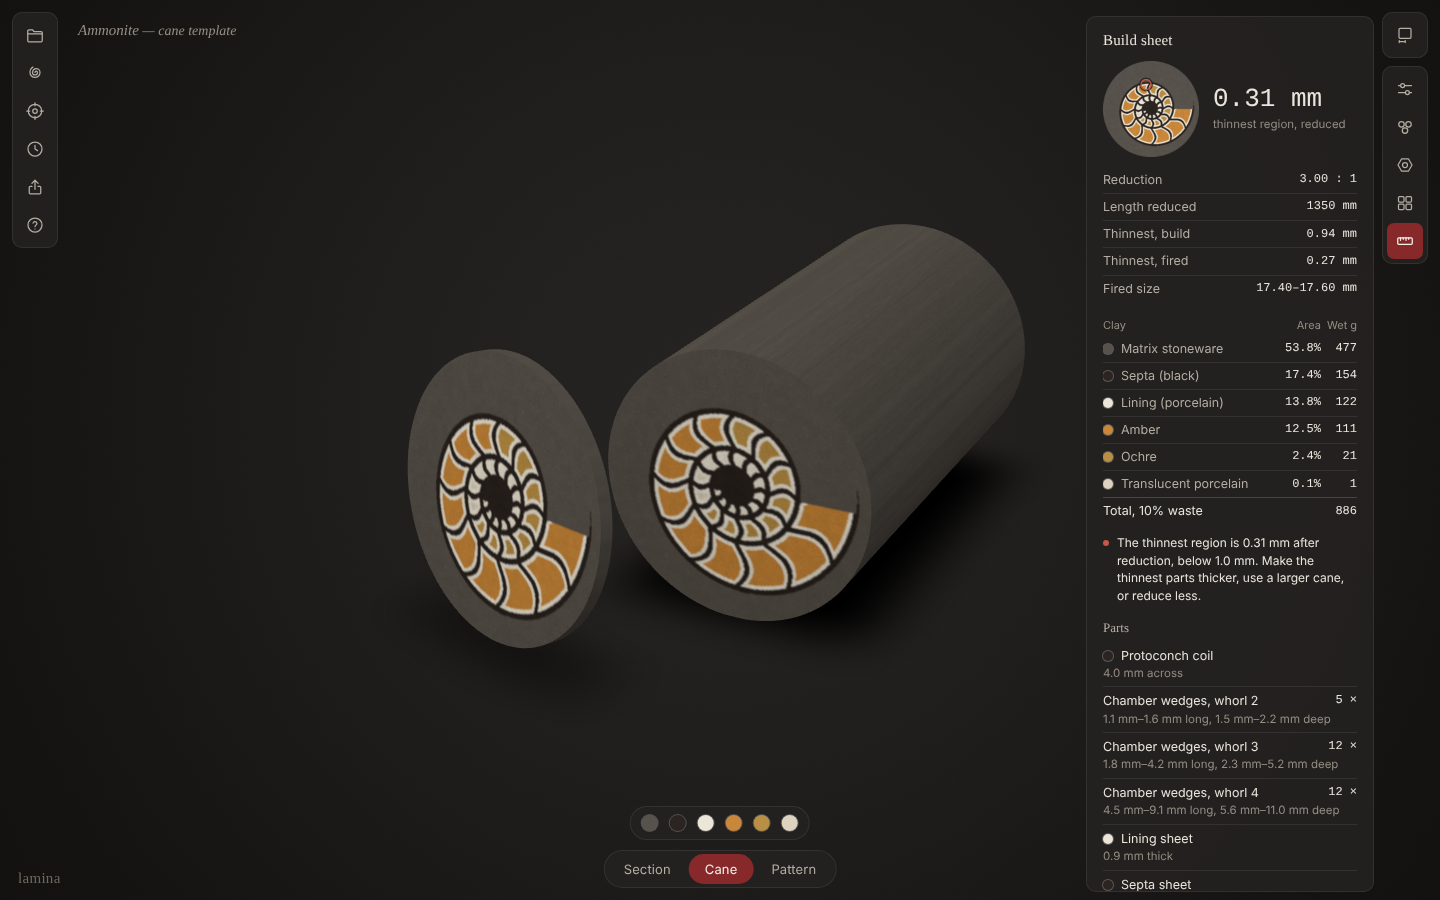 Ammonite — cane template
Build sheet
0.31 mm
thinnest region, reduced
Reduction 3.00 : 1
Length reduced 1350 mm
Thinnest, build 0.94 mm
Thinnest, fired 0.27 mm
Fired size 17.40–17.60 mm
Clay Area Wet g
Matrix stoneware 53.8% 477
Septa (black) 17.4% 154
Lining (porcelain) 13.8% 122
Amber 12.5% 111
Ochre 2.4% 21
Translucent porcelain 0.1% 1
Total, 10% waste 886
The thinnest region is 0.31 mm after
reduction, below 1.0 mm. Make the
thinnest parts thicker, use a larger cane,
or reduce less.
Parts
Protoconch coil
4.0 mm across
Chamber wedges, whorl 2 5 ×
1.1 mm–1.6 mm long, 1.5 mm–2.2 mm deep
Chamber wedges, whorl 3 12 ×
1.8 mm–4.2 mm long, 2.3 mm–5.2 mm deep
Chamber wedges, whorl 4 12 ×
4.5 mm–9.1 mm long, 5.6 mm–11.0 mm deep
Lining sheet
0.9 mm thick
Septa sheet
Section Cane Pattern
lamina